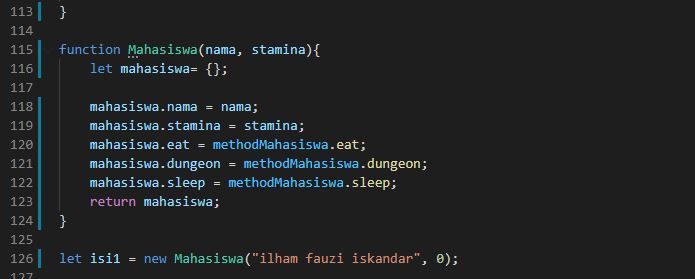 113 }
114
115 function Mahasiswa(nama, stamina){
116     let mahasiswa= {};
117
118     mahasiswa.nama = nama;
119     mahasiswa.stamina = stamina;
120     mahasiswa.eat = methodMahasiswa.eat;
121     mahasiswa.dungeon = methodMahasiswa.dungeon;
122     mahasiswa.sleep = methodMahasiswa.sleep;
123     return mahasiswa;
124 }
125
126 let isi1 = new Mahasiswa("ilham fauzi iskandar", 0);
127